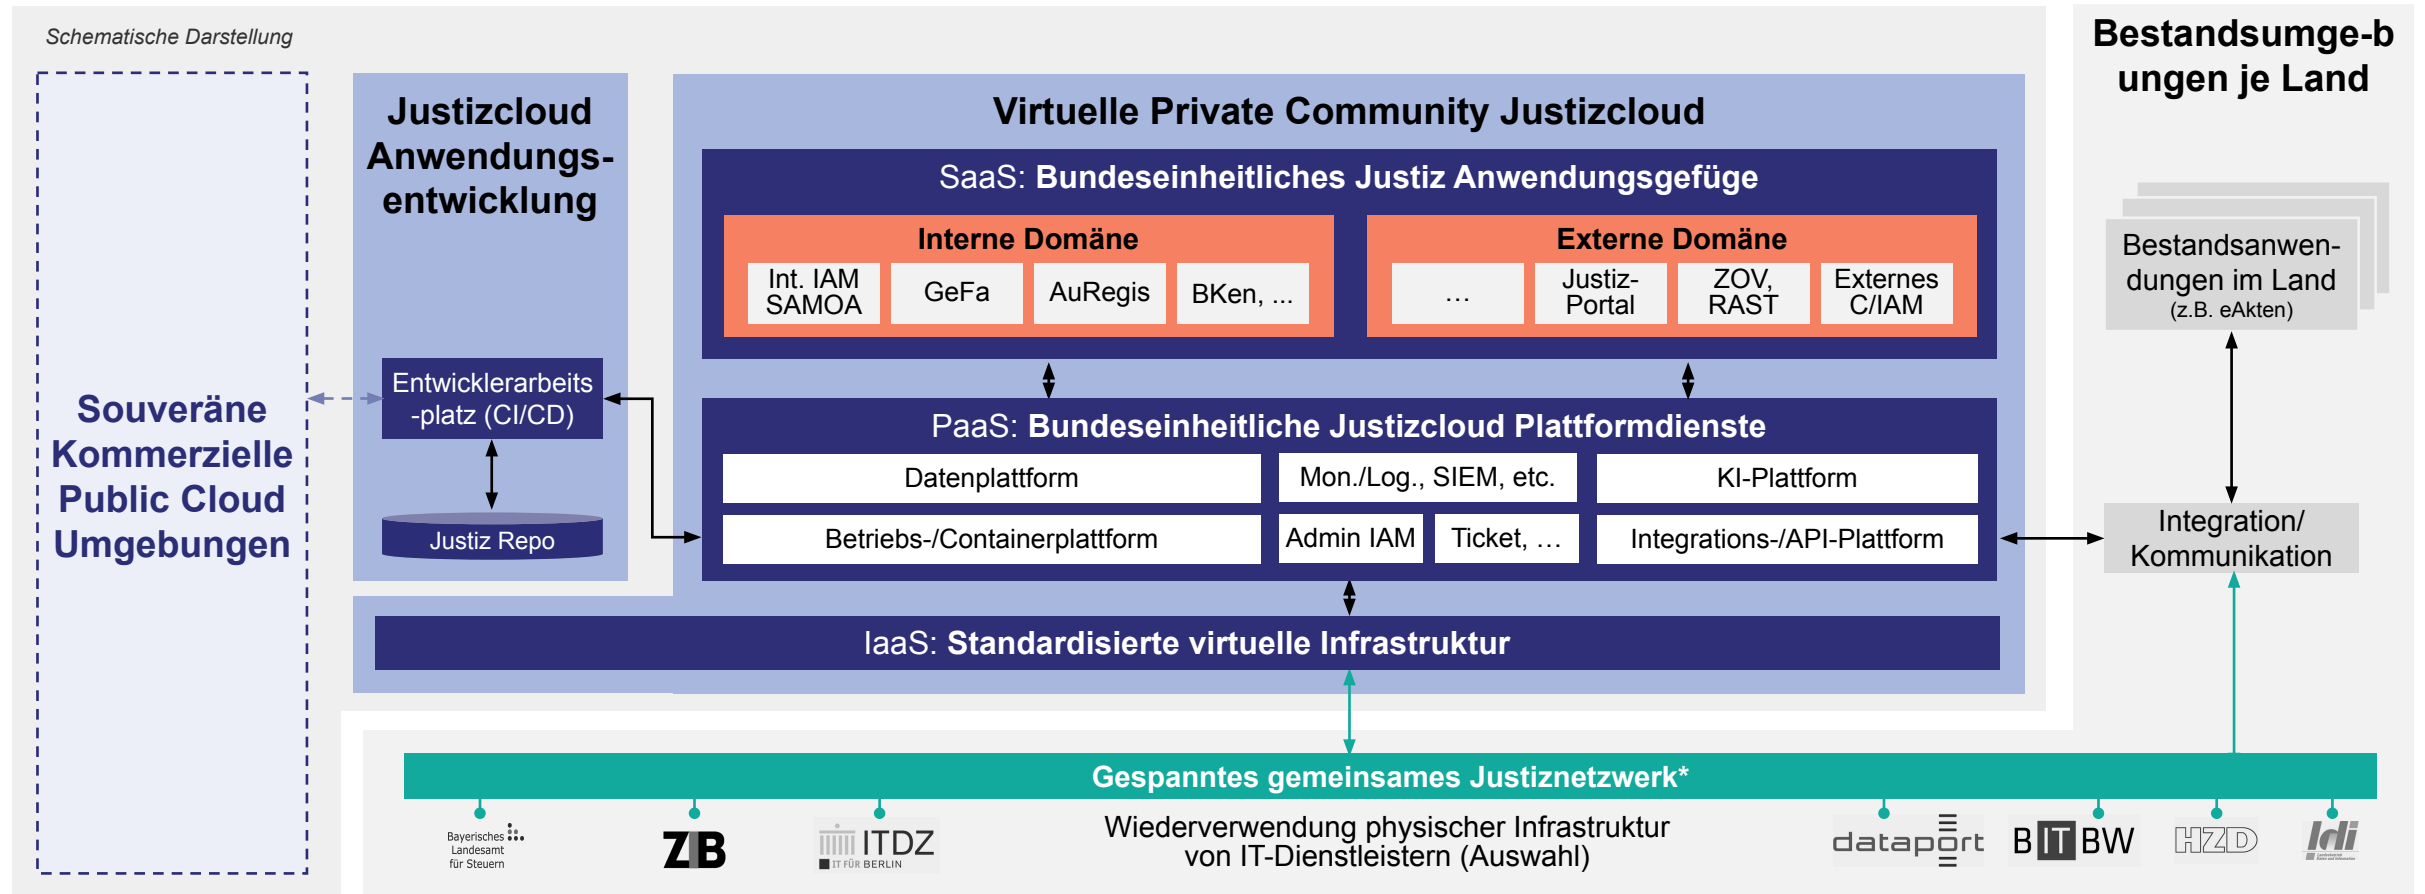 Schematische Darstellung
Souveräne
Kommerzielle
Public Cloud
Umgebungen
Justizcloud
Anwendungs-
entwicklung
Entwicklerarbeits
-platz (CI/CD)
Justiz Repo
Virtuelle Private Community Justizcloud
SaaS: Bundeseinheitliches Justiz Anwendungsgefüge
Interne Domäne
Int. IAM
SAMOA
GeFa
AuRegis
BKen, ...
Externe Domäne
…
Justiz-
Portal
ZOV,
RAST
Externes
C/IAM
PaaS: Bundeseinheitliche Justizcloud Plattformdienste
Datenplattform
Mon./Log., SIEM, etc.
KI-Plattform
Betriebs-/Containerplattform
Admin IAM
Ticket, …
Integrations-/API-Plattform
IaaS: Standardisierte virtuelle Infrastruktur
Bestandsumge-b
ungen je Land
Bestandsanwen-
dungen im Land
(z.B. eAkten)
Integration/
Kommunikation
Gespanntes gemeinsames Justiznetzwerk*
Bayerisches
Landesamt
für Steuern
ZIB
ITDZ
IT FÜR BERLIN
Wiederverwendung physischer Infrastruktur
von IT-Dienstleistern (Auswahl)
dataport
BITBW
HZD
ldi